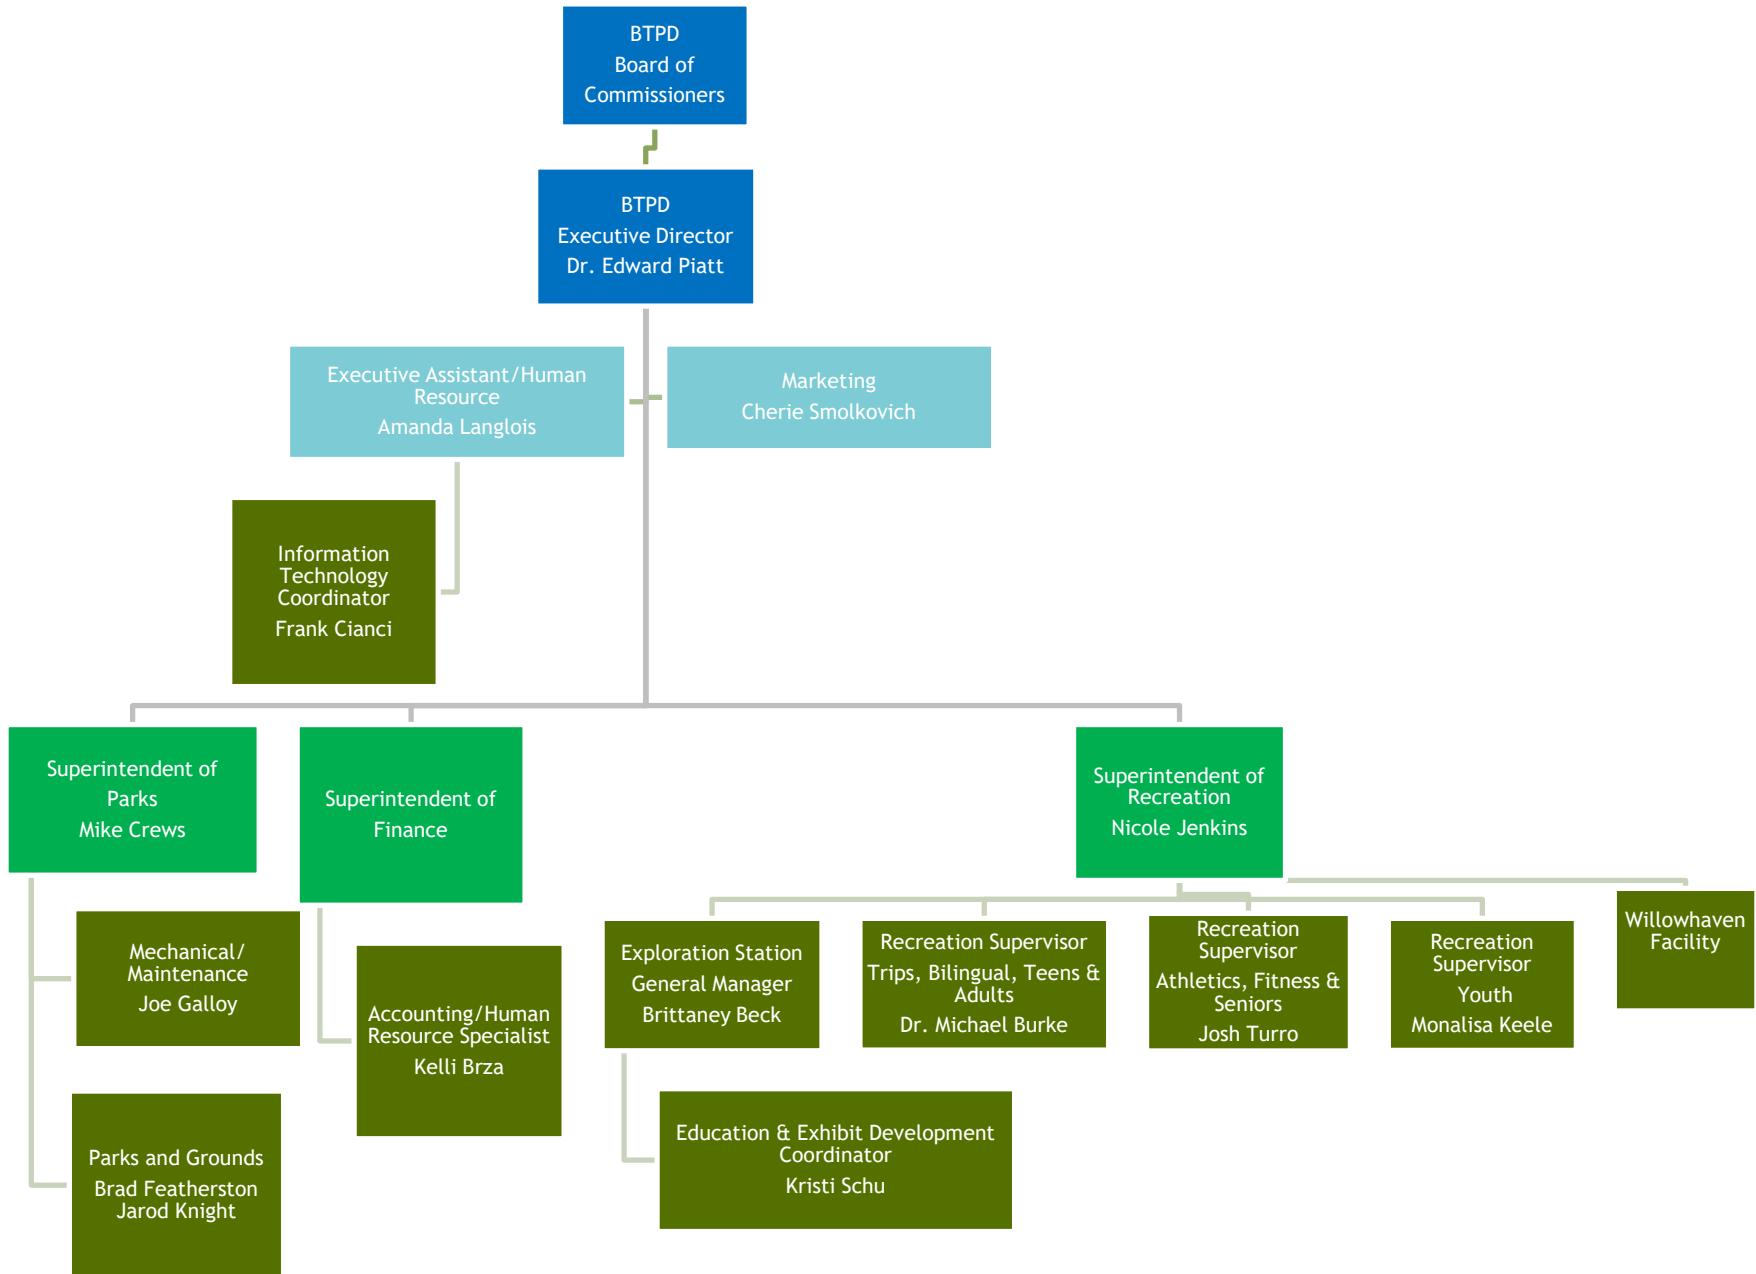 BTPD
Board of
Commissioners
BTPD
Executive Director
Dr. Edward Piatt
Executive Assistant/Human
Resource
Amanda Langlois
Marketing
Cherie Smolkovich
Information
Technology
Coordinator
Frank Cianci
Superintendent of
Parks
Mike Crews
Superintendent of
Finance
Superintendent of
Recreation
Nicole Jenkins
Mechanical/
Maintenance
Joe Galloy
Parks and Grounds
Brad Featherston
Jarod Knight
Accounting/Human
Resource Specialist
Kelli Brza
Exploration Station
General Manager
Brittaney Beck
Education & Exhibit Development
Coordinator
Kristi Schu
Recreation Supervisor
Trips, Bilingual, Teens &
Adults
Dr. Michael Burke
Recreation
Supervisor
Athletics, Fitness &
Seniors
Josh Turro
Recreation
Supervisor
Youth
Monalisa Keele
Willowhaven
Facility